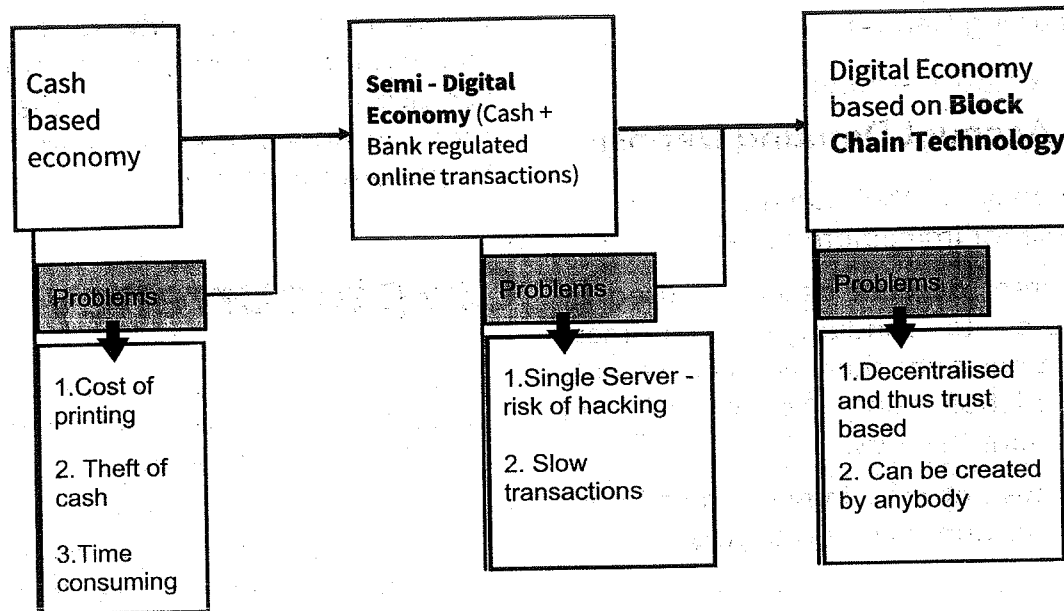 Cash
based
economy
Semi - Digital
Economy (Cash +
Bank regulated
online transactions)
Digital Economy
based on Block
Chain Technology
Problems
Problems
Problems
1.Cost of
printing
2. Theft of
cash
3.Time
consuming
1.Single Server -
risk of hacking
2. Slow
transactions
1.Decentralised
and thus trust
based
2. Can be created
by anybody